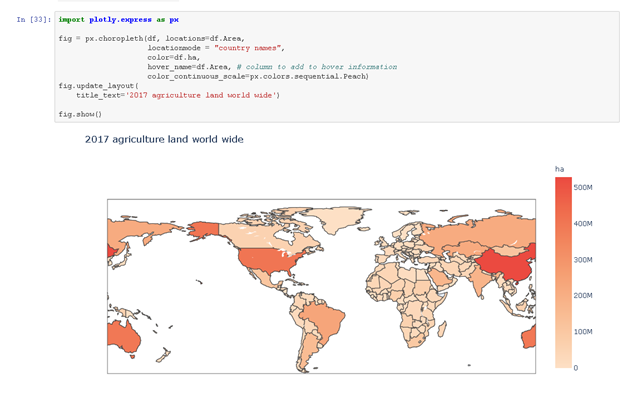 In [33]: import plotly.express as px
fig = px.choropleth(df, locations=df.Area,
locationmode = "country names",
color=df.ha,
hover_name=df.Area, # column to add to hover information
color_continuous_scale=px.colors.sequential.Peach)
fig.update_layout(
title_text='2017 agriculture land world wide')
fig.show()
2017 agriculture land world wide
ha
500M
400M
300M
200M
100M
0